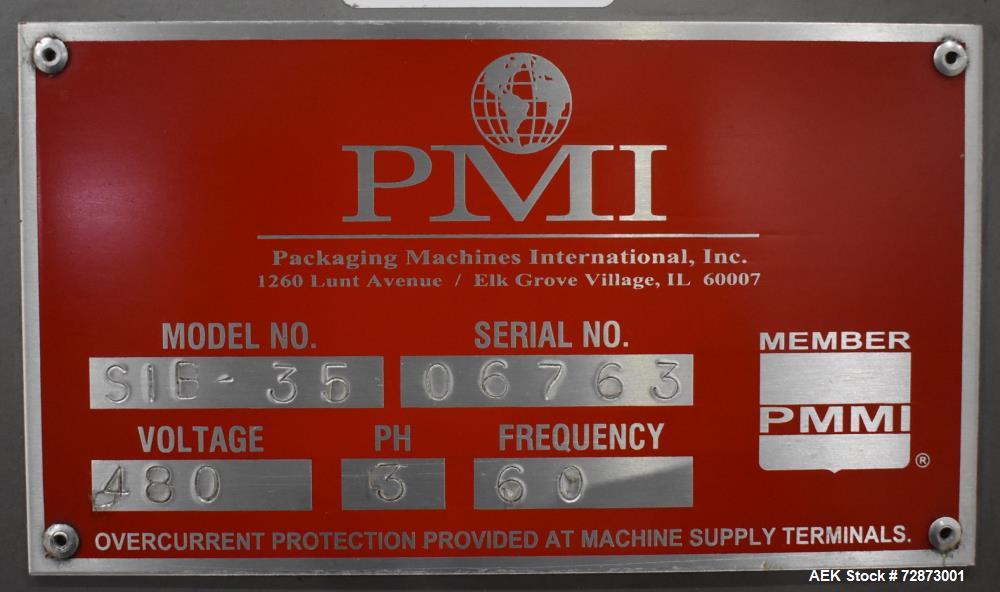 PMI
Packaging Machines International, Inc.
1260 Lunt Avenue / Elk Grove Village, IL 60007
MODEL NO. SERIAL NO.
SIB-35 06763
MEMBER
PMMI
®
VOLTAGE PH FREQUENCY
480 3 60
OVERCURRENT PROTECTION PROVIDED AT MACHINE SUPPLY TERMINALS.
AEK Stock # 72873001